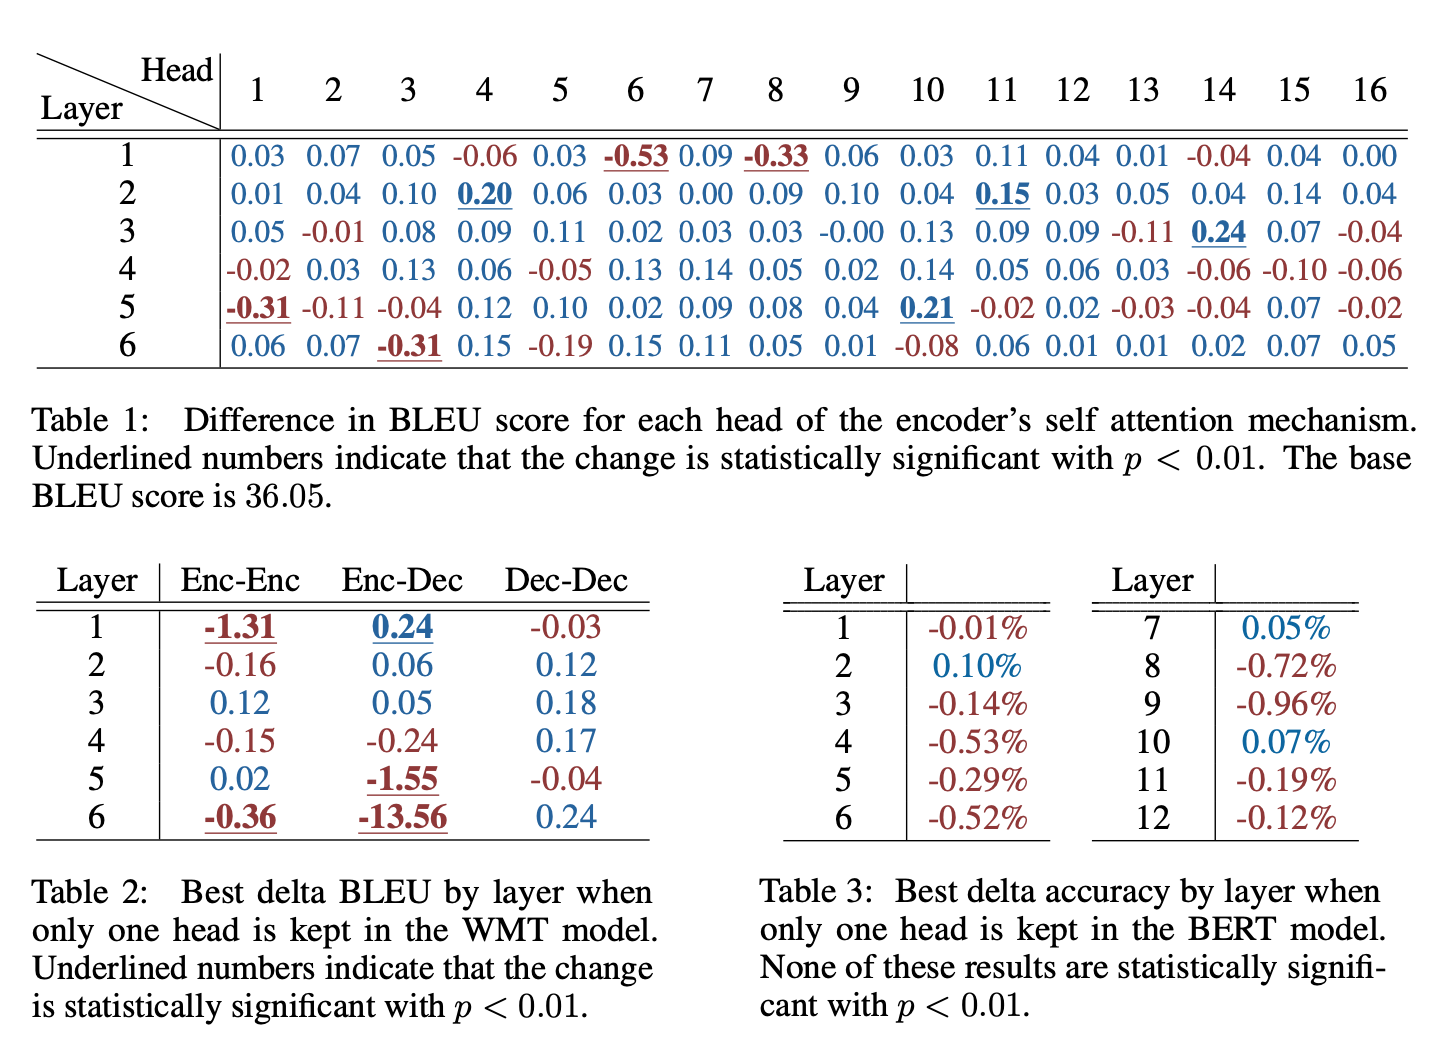 Head
Layer
1 2 3 4 5 6 7 8 9 10 11 12 13 14 15 16
1 0.03 0.07 0.05 -0.06 0.03 -0.53 0.09 -0.33 0.06 0.03 0.11 0.04 0.01 -0.04 0.04 0.00
2 0.01 0.04 0.10 0.20 0.06 0.03 0.00 0.09 0.10 0.04 0.15 0.03 0.05 0.04 0.14 0.04
3 0.05 -0.01 0.08 0.09 0.11 0.02 0.03 0.03 -0.00 0.13 0.09 0.09 -0.11 0.24 0.07 -0.04
4 -0.02 0.03 0.13 0.06 -0.05 0.13 0.14 0.05 0.02 0.14 0.05 0.06 0.03 -0.06 -0.10 -0.06
5 -0.31 -0.11 -0.04 0.12 0.10 0.02 0.09 0.08 0.04 0.21 -0.02 0.02 -0.03 -0.04 0.07 -0.02
6 0.06 0.07 -0.31 0.15 -0.19 0.15 0.11 0.05 0.01 -0.08 0.06 0.01 0.01 0.02 0.07 0.05
Table 1: Difference in BLEU score for each head of the encoder's self attention mechanism.
Underlined numbers indicate that the change is statistically significant with p < 0.01. The base
BLEU score is 36.05.
Layer Enc-Enc Enc-Dec Dec-Dec
1 -1.31 0.24 -0.03
2 -0.16 0.06 0.12
3 0.12 0.05 0.18
4 -0.15 -0.24 0.17
5 0.02 -1.55 -0.04
6 -0.36 -13.56 0.24
Table 2: Best delta BLEU by layer when
only one head is kept in the WMT model.
Underlined numbers indicate that the change
is statistically significant with p < 0.01.
Layer Layer
1 -0.01% 7 0.05%
2 0.10% 8 -0.72%
3 -0.14% 9 -0.96%
4 -0.53% 10 0.07%
5 -0.29% 11 -0.19%
6 -0.52% 12 -0.12%
Table 3: Best delta accuracy by layer when
only one head is kept in the BERT model.
None of these results are statistically signifi-
cant with p < 0.01.